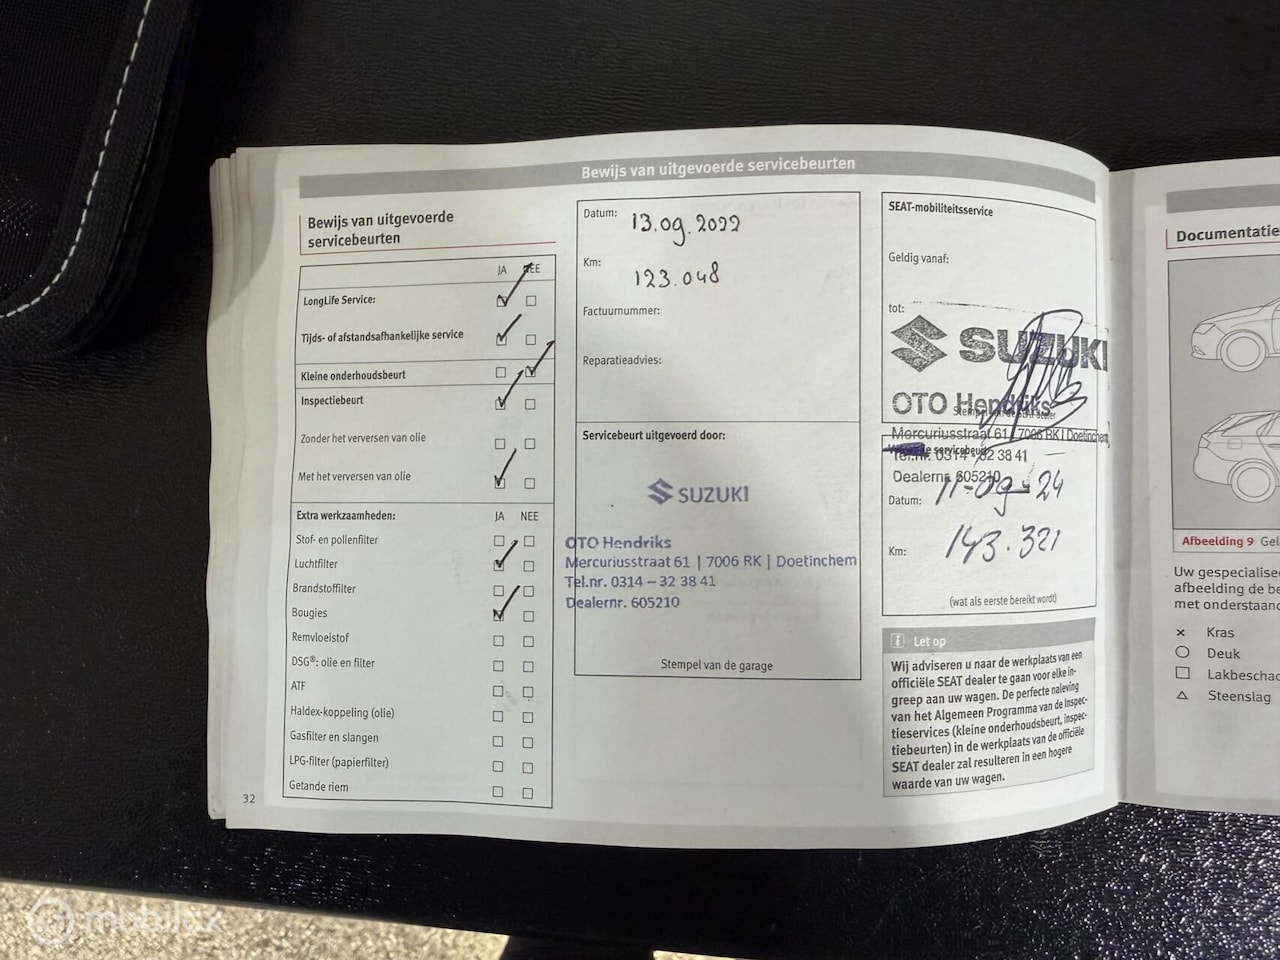 Bewijs van uitgevoerde servicebeurten
Bewijs van uitgevoerde
servicebeurten
JA NEE
LongLife Service:
Tijds- of afstandsafhankelijke service
Kleine onderhoudsbeurt
Inspectiebeurt
Zonder het verversen van olie
Met het verversen van olie
Extra werkzaamheden: JA NEE
Stof- en pollenfilter
Luchtfilter
Brandstoffilter
Bougies
Remvloeistof
DSG®: olie en filter
ATF
Haldex-koppeling (olie)
Gasfilter en slangen
LPG-filter (papierfilter)
Getande riem
32
Datum: 13.09.2022
Km: 123.048
Factuurnummer:
Reparatieadvies:
Servicebeurt uitgevoerd door:
SUZUKI
OTO Hendriks
Mercuriusstraat 61 | 7006 RK | Doetinchem
Tel.nr. 0314 – 32 38 41
Dealernr. 605210
Stempel van de garage
SEAT-mobiliteitsservice
Geldig vanaf:
tot:
SUZUKI
OTO Hendriks
Mercuriusstraat 61 | 7006 RK | Doetinchem
Tel.nr. 0314 - 32 38 41
Dealernr. 605210
Datum: 11-09-24
Km: 143.321
(wat als eerste bereikt wordt)
Let op
Wij adviseren u naar de werkplaats van een
officiële SEAT dealer te gaan voor elke in-
greep aan uw wagen. De perfecte naleving
van het Algemeen Programma van de Inspec-
tieservices (kleine onderhoudsbeurt, inspec-
tiebeurten) in de werkplaats van de officiële
SEAT dealer zal resulteren in een hogere
waarde van uw wagen.
Documentatie
Afbeelding 9 Gel
Uw gespecialisee
afbeelding de be
met onderstaand
Kras
Deuk
Lakbeschad
Steenslag
mobilox